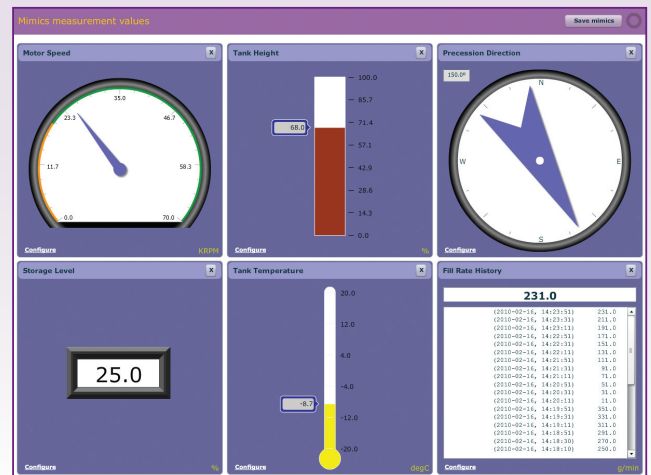 Mimics measurement values
Save mimics
Motor Speed
X
35.0
23.3
46.7
11.7
58.3
0.0
70.0
Configure
KRPM
Tank Height
X
100.0
85.7
71.4
68.0
57.1
42.9
28.6
14.3
0.0
Configure
%
Precession Direction
X
150.0º
N
W
E
S
Configure
Storage Level
X
25.0
Configure
%
Tank Temperature
X
20.0
12.0
4.0
-4.0
-8.7
-12.0
-20.0
Configure
degC
Fill Rate History
X
231.0
(2010-02-16, 14:23:51) 231.0
(2010-02-16, 14:23:31) 211.0
(2010-02-16, 14:23:11) 191.0
(2010-02-16, 14:22:51) 171.0
(2010-02-16, 14:22:31) 151.0
(2010-02-16, 14:22:11) 131.0
(2010-02-16, 14:21:51) 111.0
(2010-02-16, 14:21:31) 91.0
(2010-02-16, 14:21:11) 71.0
(2010-02-16, 14:20:51) 51.0
(2010-02-16, 14:20:31) 31.0
(2010-02-16, 14:20:11) 11.0
(2010-02-16, 14:19:51) 351.0
(2010-02-16, 14:19:31) 331.0
(2010-02-16, 14:19:11) 311.0
(2010-02-16, 14:18:51) 291.0
(2010-02-16, 14:18:30) 270.0
(2010-02-16, 14:18:10) 250.0
Configure
g/min